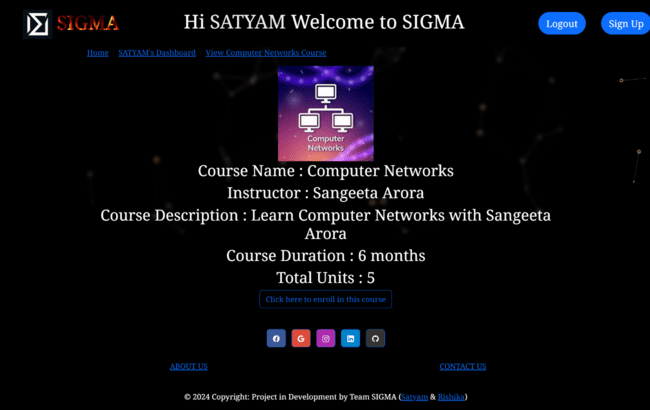 SIGMA
Hi SATYAM Welcome to SIGMA
Logout
Sign Up
Home
SATYAM's Dashboard
View Computer Networks Course
Computer
Networks
Course Name : Computer Networks
Instructor : Sangeeta Arora
Course Description : Learn Computer Networks with Sangeeta
Arora
Course Duration : 6 months
Total Units : 5
Click here to enroll in this course
ABOUT US
CONTACT US
© 2024 Copyright: Project in Development by Team SIGMA (Satyam & Rishika)